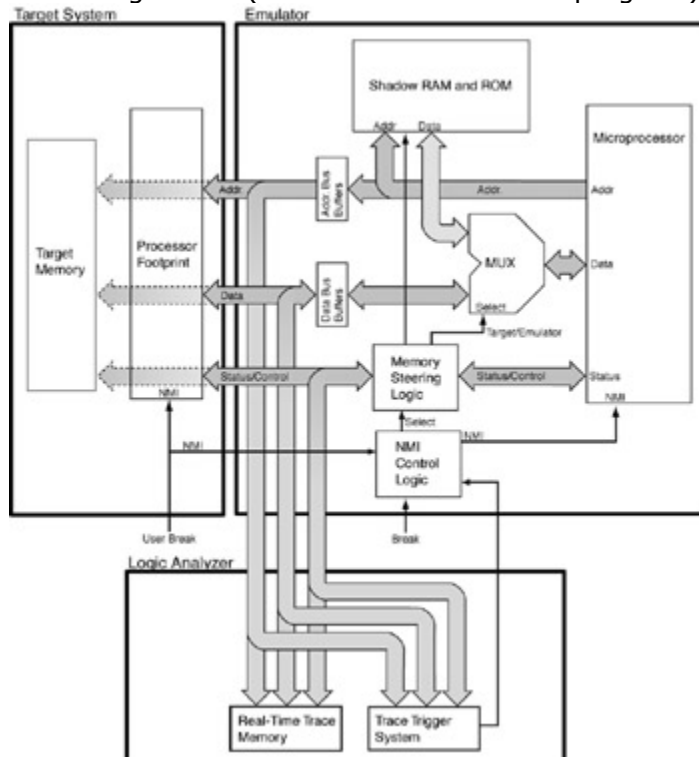 Target System
Emulator
Shadow RAM and ROM
Addr
Data
Microprocessor
Addr
Addr
Addr
Addr Bus
Buffers
Target
Memory
Processor
Footprint
MUX
Data
Data
Data Bus
Buffers
Select
Target/Emulator
Memory
Steering
Logic
Status/Control
Status/Control
Status
NMI
NMI
Select
NMI
NMI
NMI
Control
Logic
User Break
Break
Logic Analyzer
Real-Time Trace
Memory
Trace Trigger
System